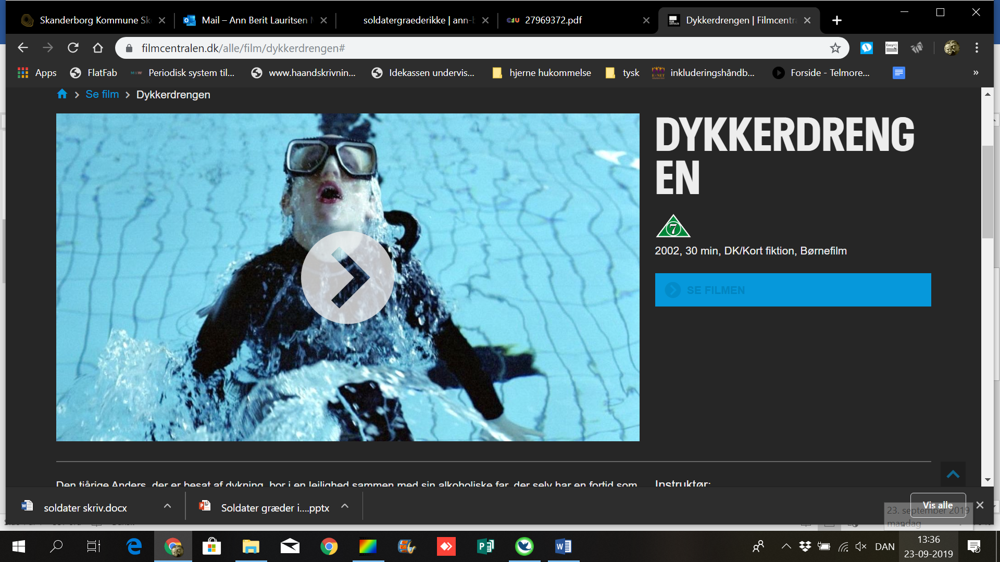 Skanderborg Kommune Sk
Mail – Ann Berit Lauritsen
soldatergraederikke | ann-b
27969372.pdf
Dykkerdrengen | Filmcentra
filmcentralen.dk/alle/film/dykkerdrengen#
EasyIQ
Apps
FlatFab
Periodisk system til...
www.haandskrivnin...
Idekassen undervis...
hjerne hukommelse
tysk
inkluderingshåndb...
Forside - Telmore...
»
Se film
Dykkerdrengen
DYKKERDRENG
EN
7
2002, 30 min, DK/Kort fiktion, Børnefilm
SE FILMEN
Den tiårige Anders, der er besat af dykning, bor i en lejlighed sammen med sin alkoholiske far, der selv har en fortid som
Instruktør:
soldater skriv.docx
Soldater græder i....pptx
Vis alle
23. september 2019
mandag
DAN
13:36
23-09-2019